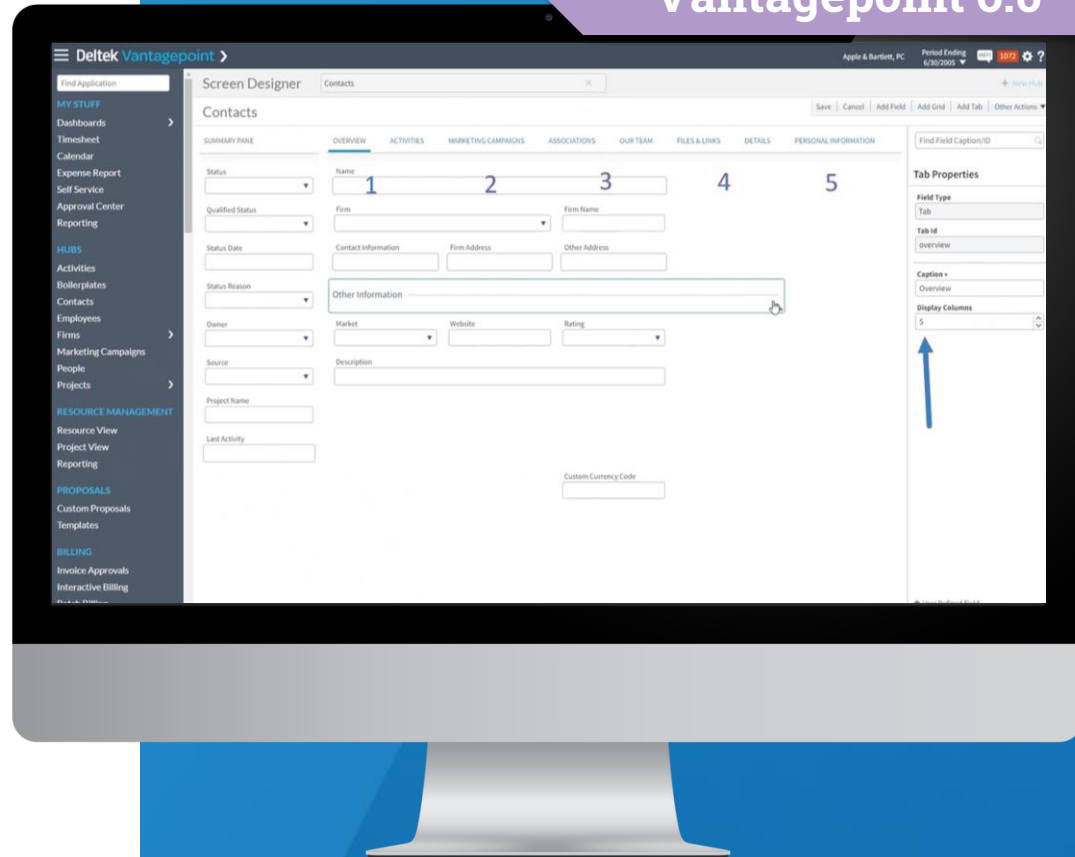 Vantagepoint 6.0
Deltek Vantagepoint
Apple & Bartlett, PC
Period Ending
6/30/2005
1072
?
Find Application
MY STUFF
Dashboards
Timesheet
Calendar
Expense Report
Self Service
Approval Center
Reporting
HUBS
Activities
Boilerplates
Contacts
Employees
Firms
Marketing Campaigns
People
Projects
RESOURCE MANAGEMENT
Resource View
Project View
Reporting
PROPOSALS
Custom Proposals
Templates
BILLING
Invoice Approvals
Interactive Billing
Screen Designer
Contacts
+ New Hub
Contacts
Save | Cancel | Add Field | Add Grid | Add Tab | Other Actions
SUMMARY PANE
OVERVIEW ACTIVITIES MARKETING CAMPAIGNS ASSOCIATIONS OUR TEAM FILES & LINKS DETAILS PERSONAL INFORMATION
Status
Qualified Status
Status Date
Status Reason
Owner
Source
Project Name
Last Activity
Name
1 2 3 4 5
Firm
Firm Name
Contact Information
Firm Address
Other Address
Other Information
Market
Website
Rating
Description
Custom Currency Code
Find Field Caption/ID
Tab Properties
Field Type
Tab
Tab Id
overview
Caption
Overview
Display Columns
5